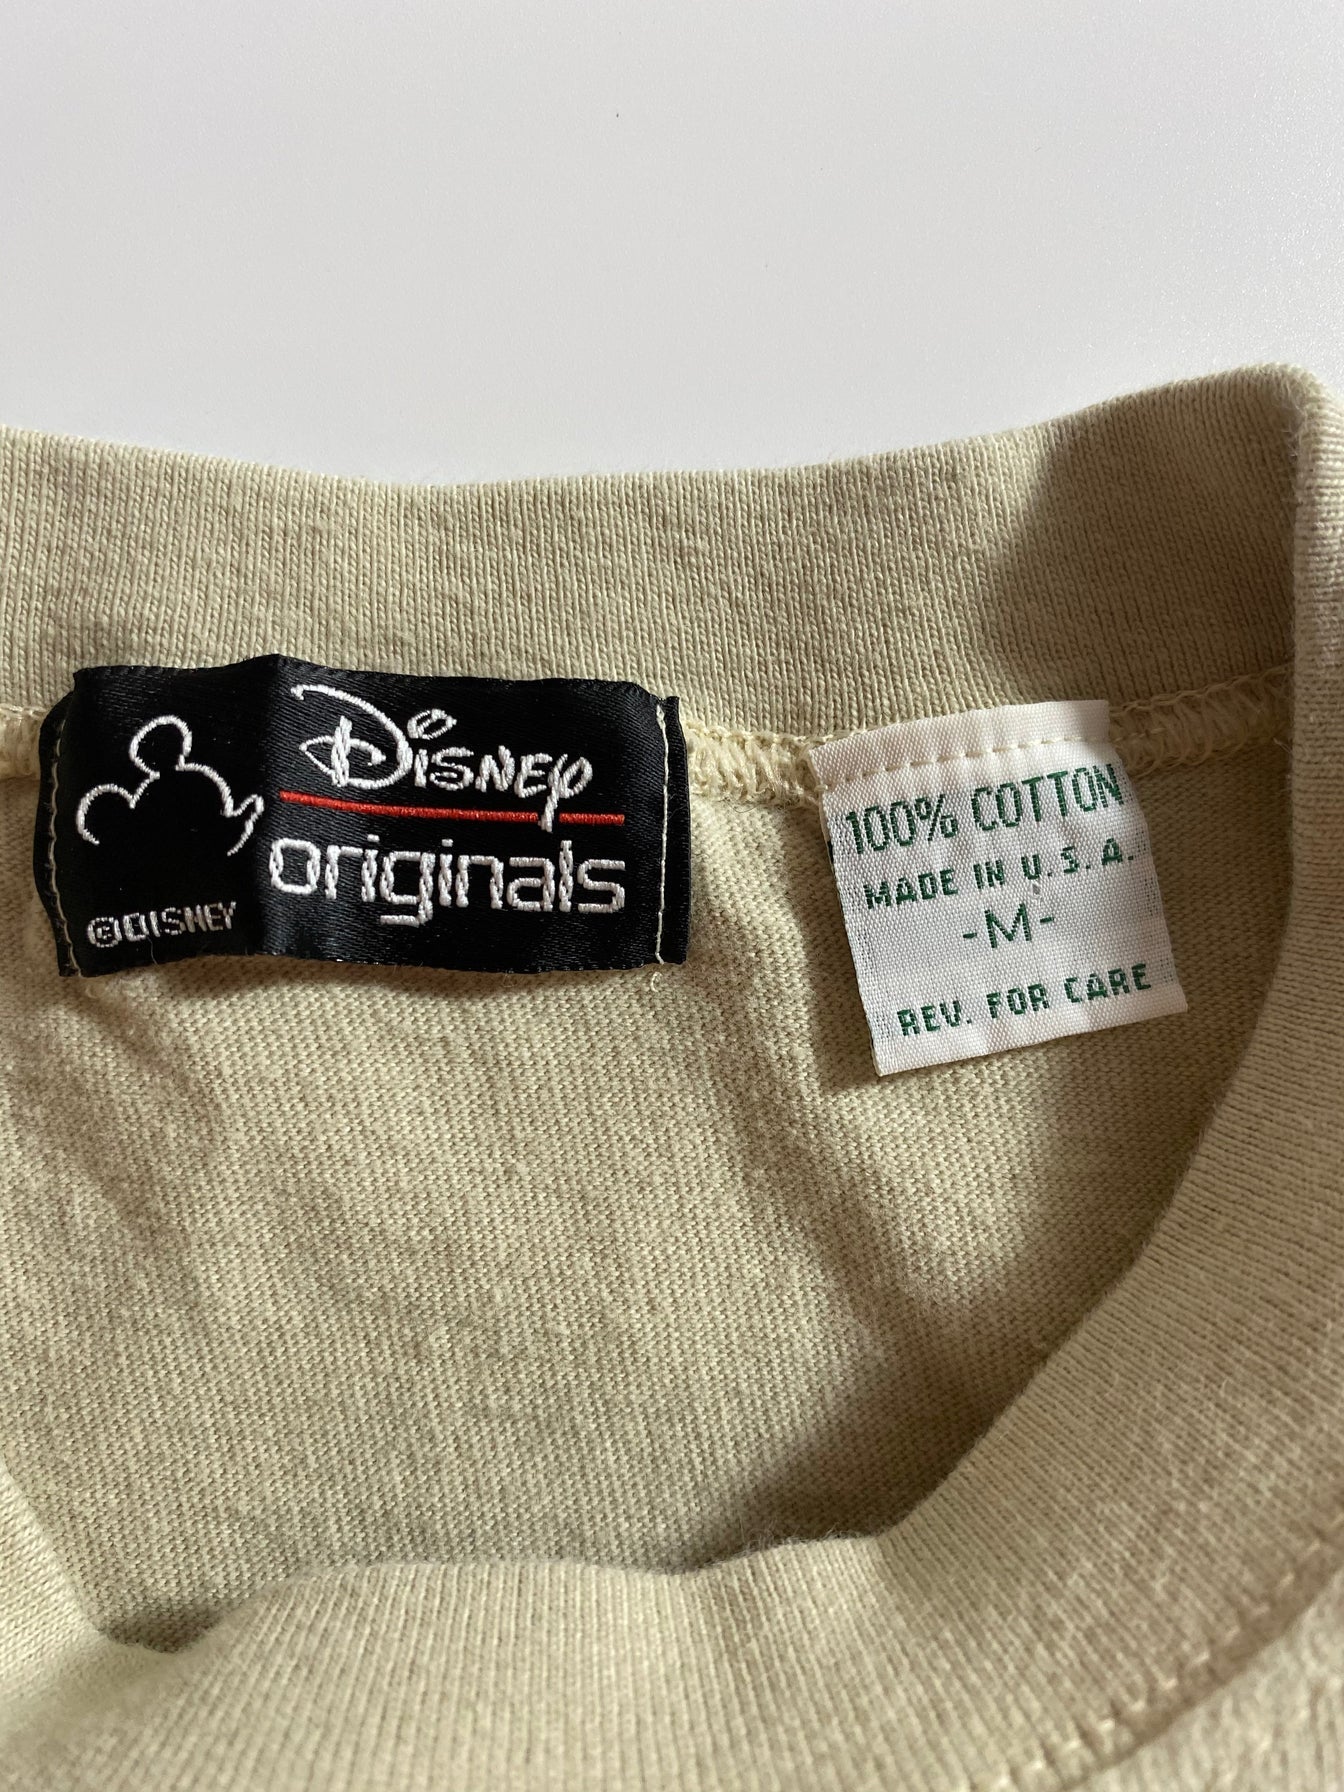 Disney
originals
©DISNEY
100% COTTON
MADE IN U.S.A.
-M-
REV. FOR CARE